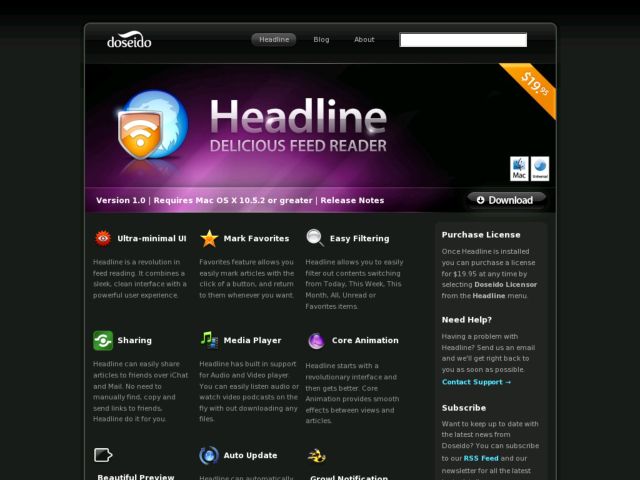 doseido
Headline
Blog
About
$19.95
Headline
DELICIOUS FEED READER
Mac
Universal
Version 1.0 | Requires Mac OS X 10.5.2 or greater | Release Notes
Download
Ultra-minimal UI
Headline is a revolution in
feed reading. It combines a
sleek, clean interface with a
powerful user experience.
Mark Favorites
Favorites feature allows you
easily mark articles with the
click of a button, and return
to them whenever you want.
Easy Filtering
Headline allows you to easily
filter out contents switching
from Today, This Week, This
Month, All, Unread or
Favorites items.
Sharing
Headline can easily share
articles to friends over iChat
and Mail. No need to
manually find, copy and
send links to friends,
Headline do it for you.
Media Player
Headline has built in support
for Audio and Video player.
You can easily listen audio or
watch video podcasts on the
fly with out downloading any
files.
Core Animation
Headline starts with a
revolutionary interface and
then gets better. Core
Animation provides smooth
effects between views and
articles.
Beautiful Preview
Auto Update
Headline can automatically
Growl Notification
Purchase License
Once Headline is installed
you can purchase a license
for $19.95 at any time by
selecting Doseido Licensor
from the Headline menu.
Need Help?
Having a problem with
Headline? Send us an email
and we'll get right back to
you as soon as possible.
Contact Support →
Subscribe
Want to keep up to date with
the latest news from
Doseido? You can subscribe
to our RSS Feed and our
newsletter for all the latest